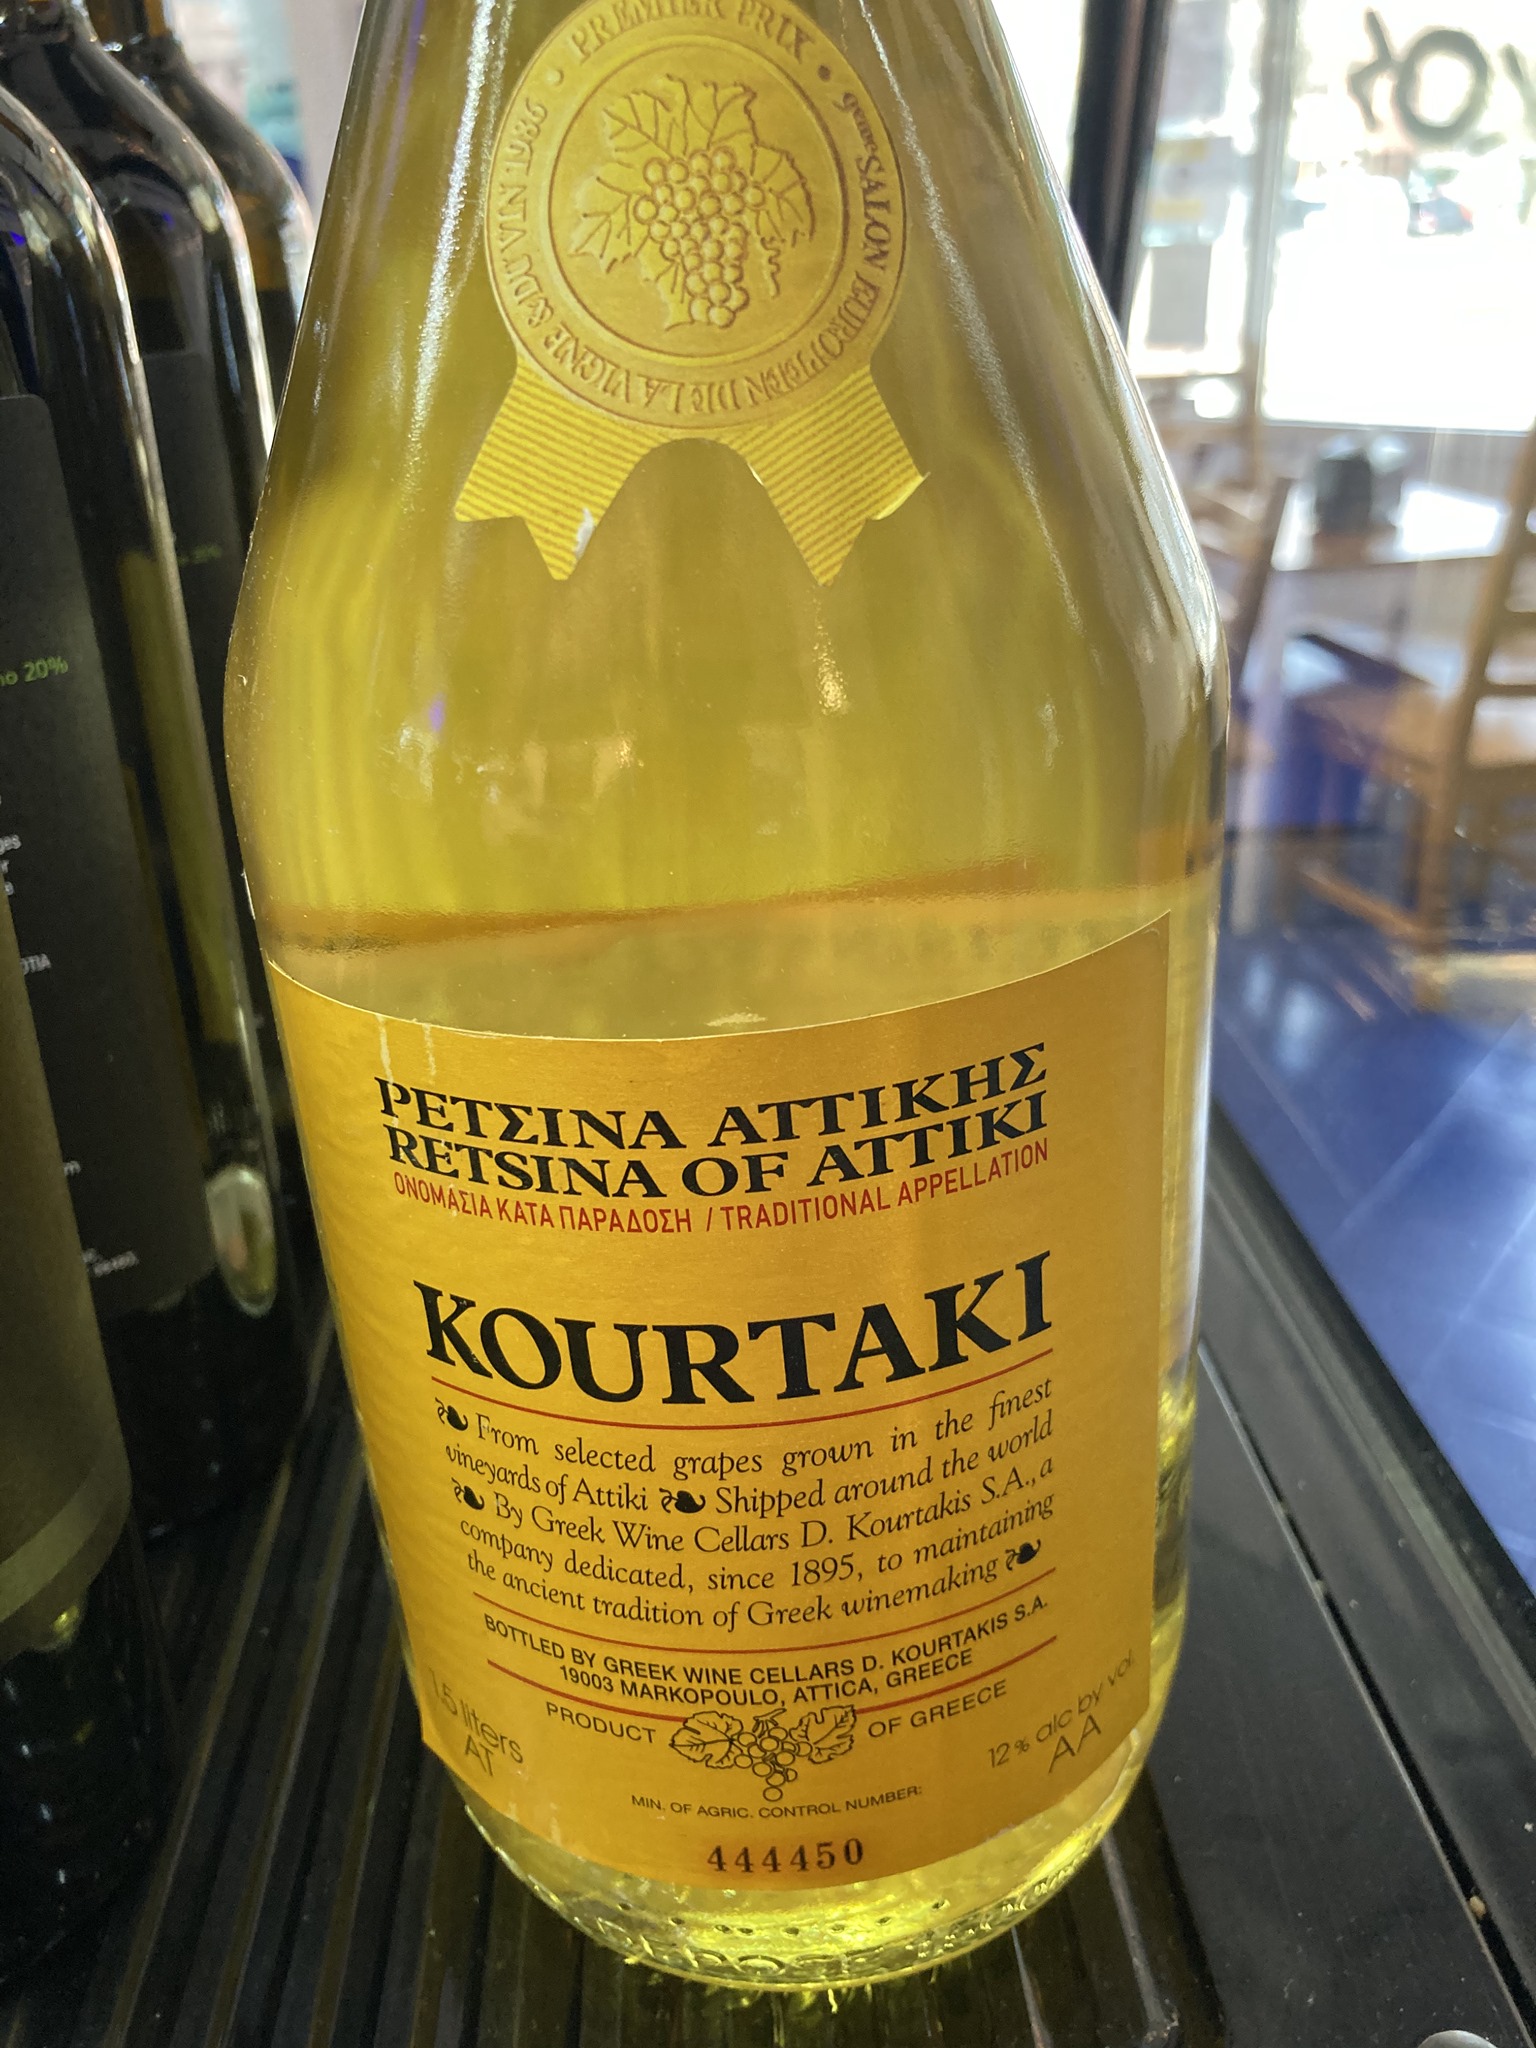 PREMIER PRIX • 9eme SALON EUROPEEN DE LA VIGNE & DU VIN 1986 •
ΡΕΤΣΙΝΑ ΑΤΤΙΚΗΣ
RETSINA OF ATTIKI
ΟΝΟΜΑΣΙΑ ΚΑΤΑ ΠΑΡΑΔΟΣΗ / TRADITIONAL APPELLATION
KOURTAKI
From selected grapes grown in the finest
vineyards of Attiki Shipped around the world
By Greek Wine Cellars D. Kourtakis S.A., a
company dedicated, since 1895, to maintaining
the ancient tradition of Greek winemaking
BOTTLED BY GREEK WINE CELLARS D. KOURTAKIS S.A.
19003 MARKOPOULO, ATTICA, GREECE
PRODUCT OF GREECE
1.5 liters
AT
12% alc by vol.
AA
MIN. OF AGRIC. CONTROL NUMBER:
444450
20%